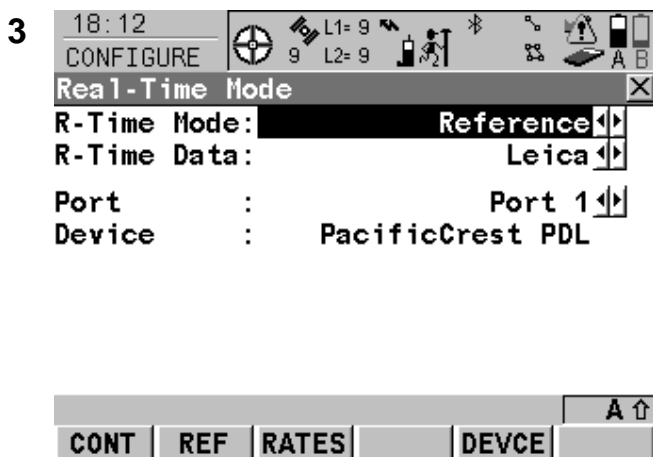 3
18:12
CONFIGURE
9
L1= 9
L2= 9
A B
Real-Time Mode
R-Time Mode: Reference
R-Time Data: Leica
Port : Port 1
Device : PacificCrest PDL
A ⇧
CONT REF RATES DEVCE